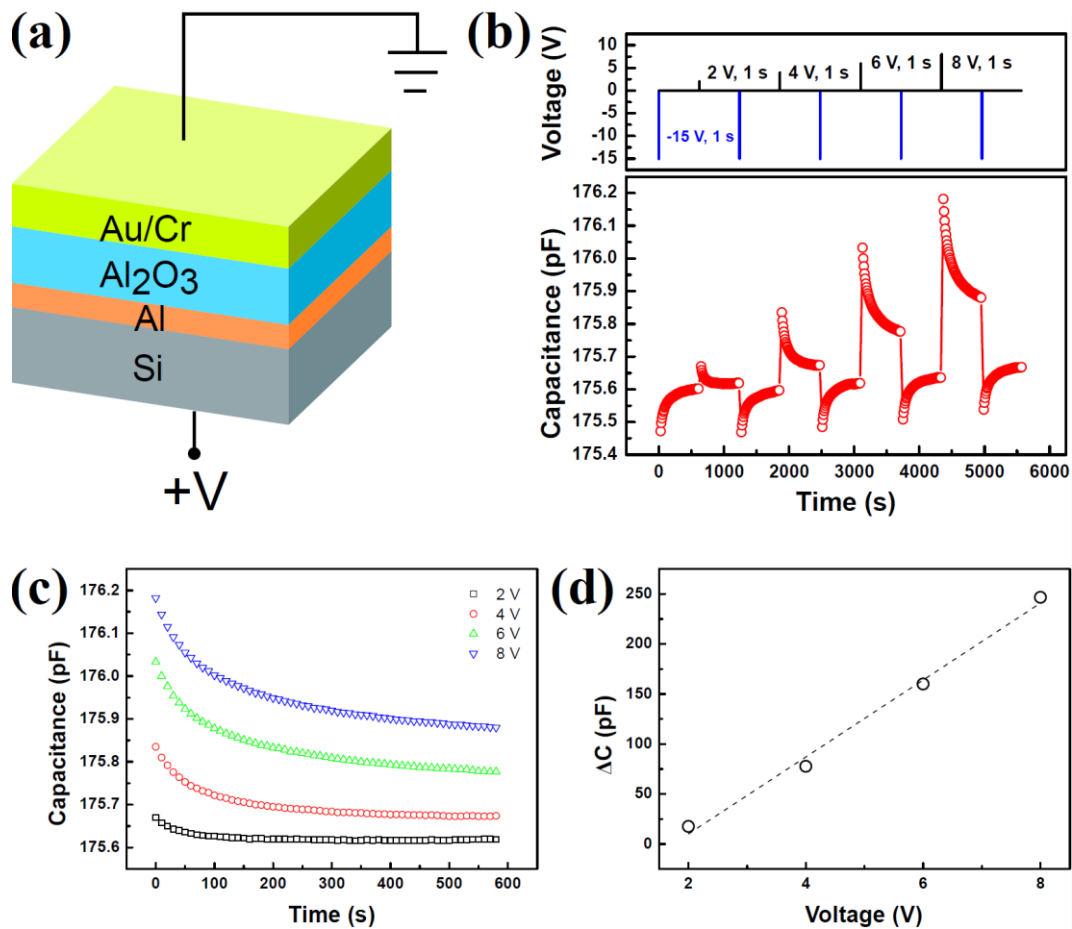 (a)
Au/Cr
Al2O3
Al
Si
+V
(b)
Voltage (V)
10
5
0
-5
-10
-15
2 V, 1 s
4 V, 1 s
6 V, 1 s
8 V, 1 s
-15 V, 1 s
Capacitance (pF)
176.2
176.1
176.0
175.9
175.8
175.7
175.6
175.5
175.4
0 1000 2000 3000 4000 5000 6000
Time (s)
(c)
Capacitance (pF)
176.2
176.1
176.0
175.9
175.8
175.7
175.6
2 V
4 V
6 V
8 V
0 100 200 300 400 500 600
Time (s)
(d)
ΔC (pF)
250
200
150
100
50
0
2 4 6 8
Voltage (V)